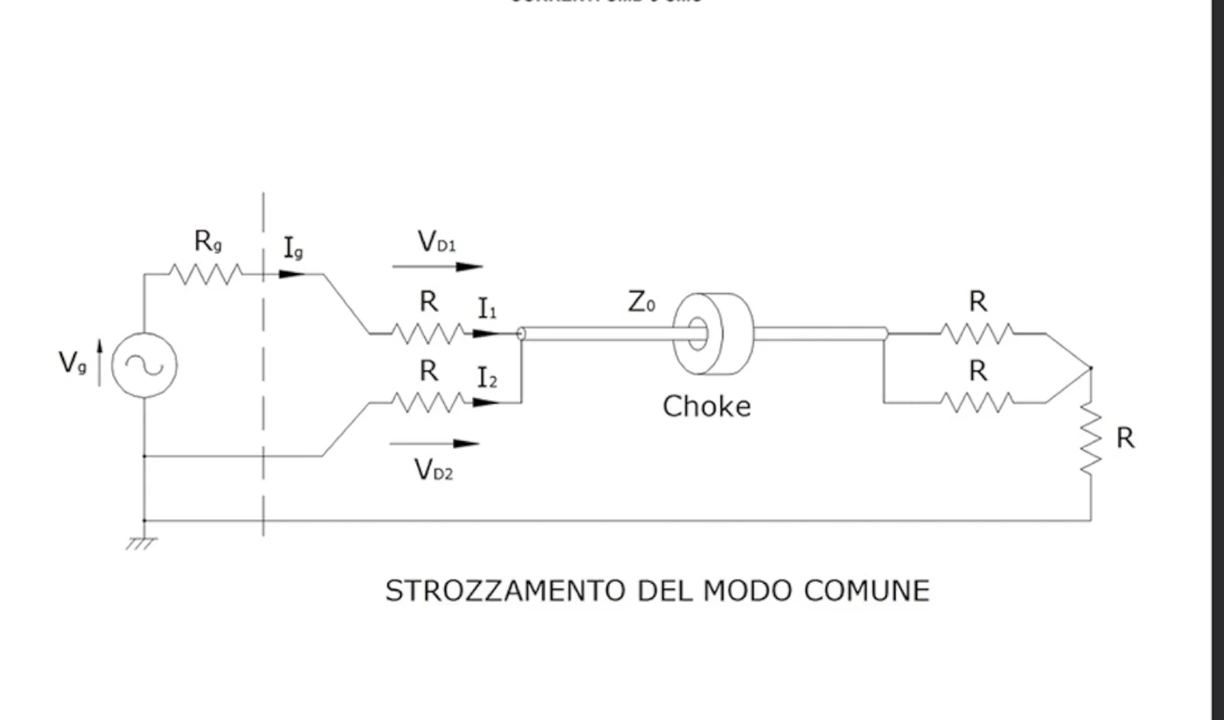 Rg
Ig
VD1
R
I1
Z0
R
Vg
R
I2
R
Choke
R
VD2
STROZZAMENTO DEL MODO COMUNE